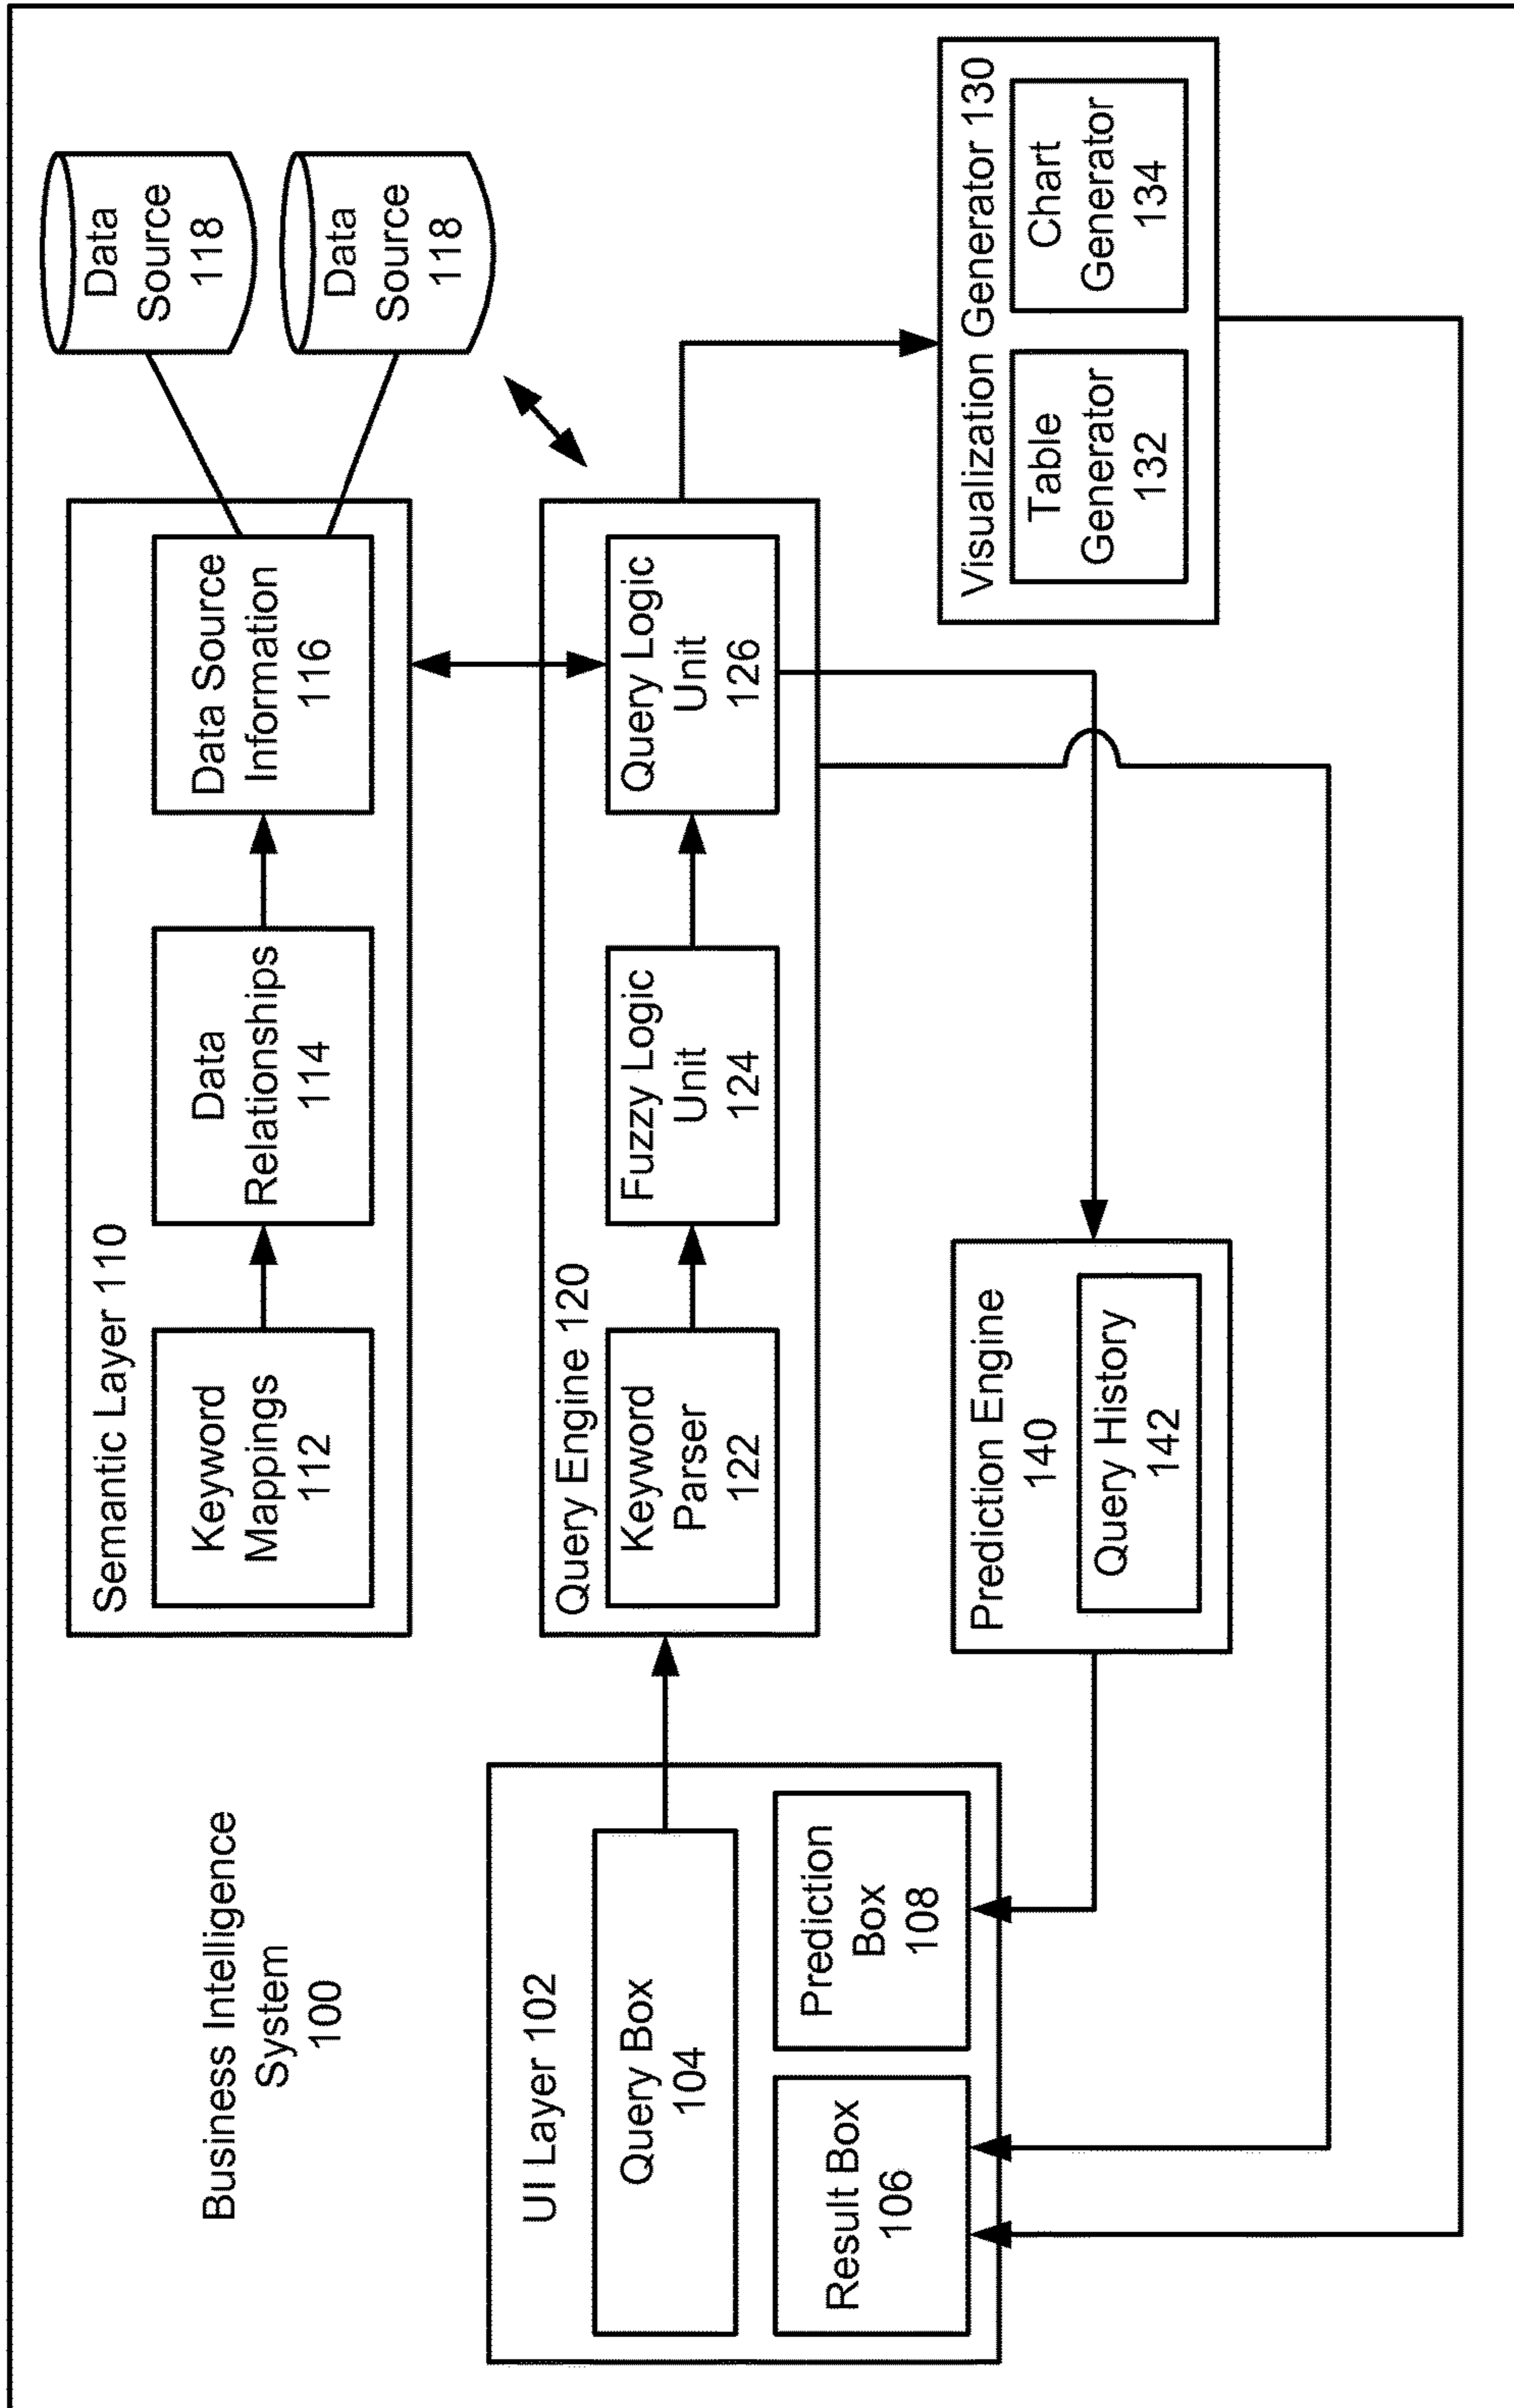 Business Intelligence
System
100
Semantic Layer 110
Keyword
Mappings
112
Data
Relationships
114
Data Source
Information
116
Data
Source
118
Data
Source
118
UI Layer 102
Query Box
104
Result Box
106
Prediction
Box
108
Query Engine 120
Keyword
Parser
122
Fuzzy Logic
Unit
124
Query Logic
Unit
126
Prediction Engine
140
Query History
142
Visualization Generator 130
Table
Generator
132
Chart
Generator
134